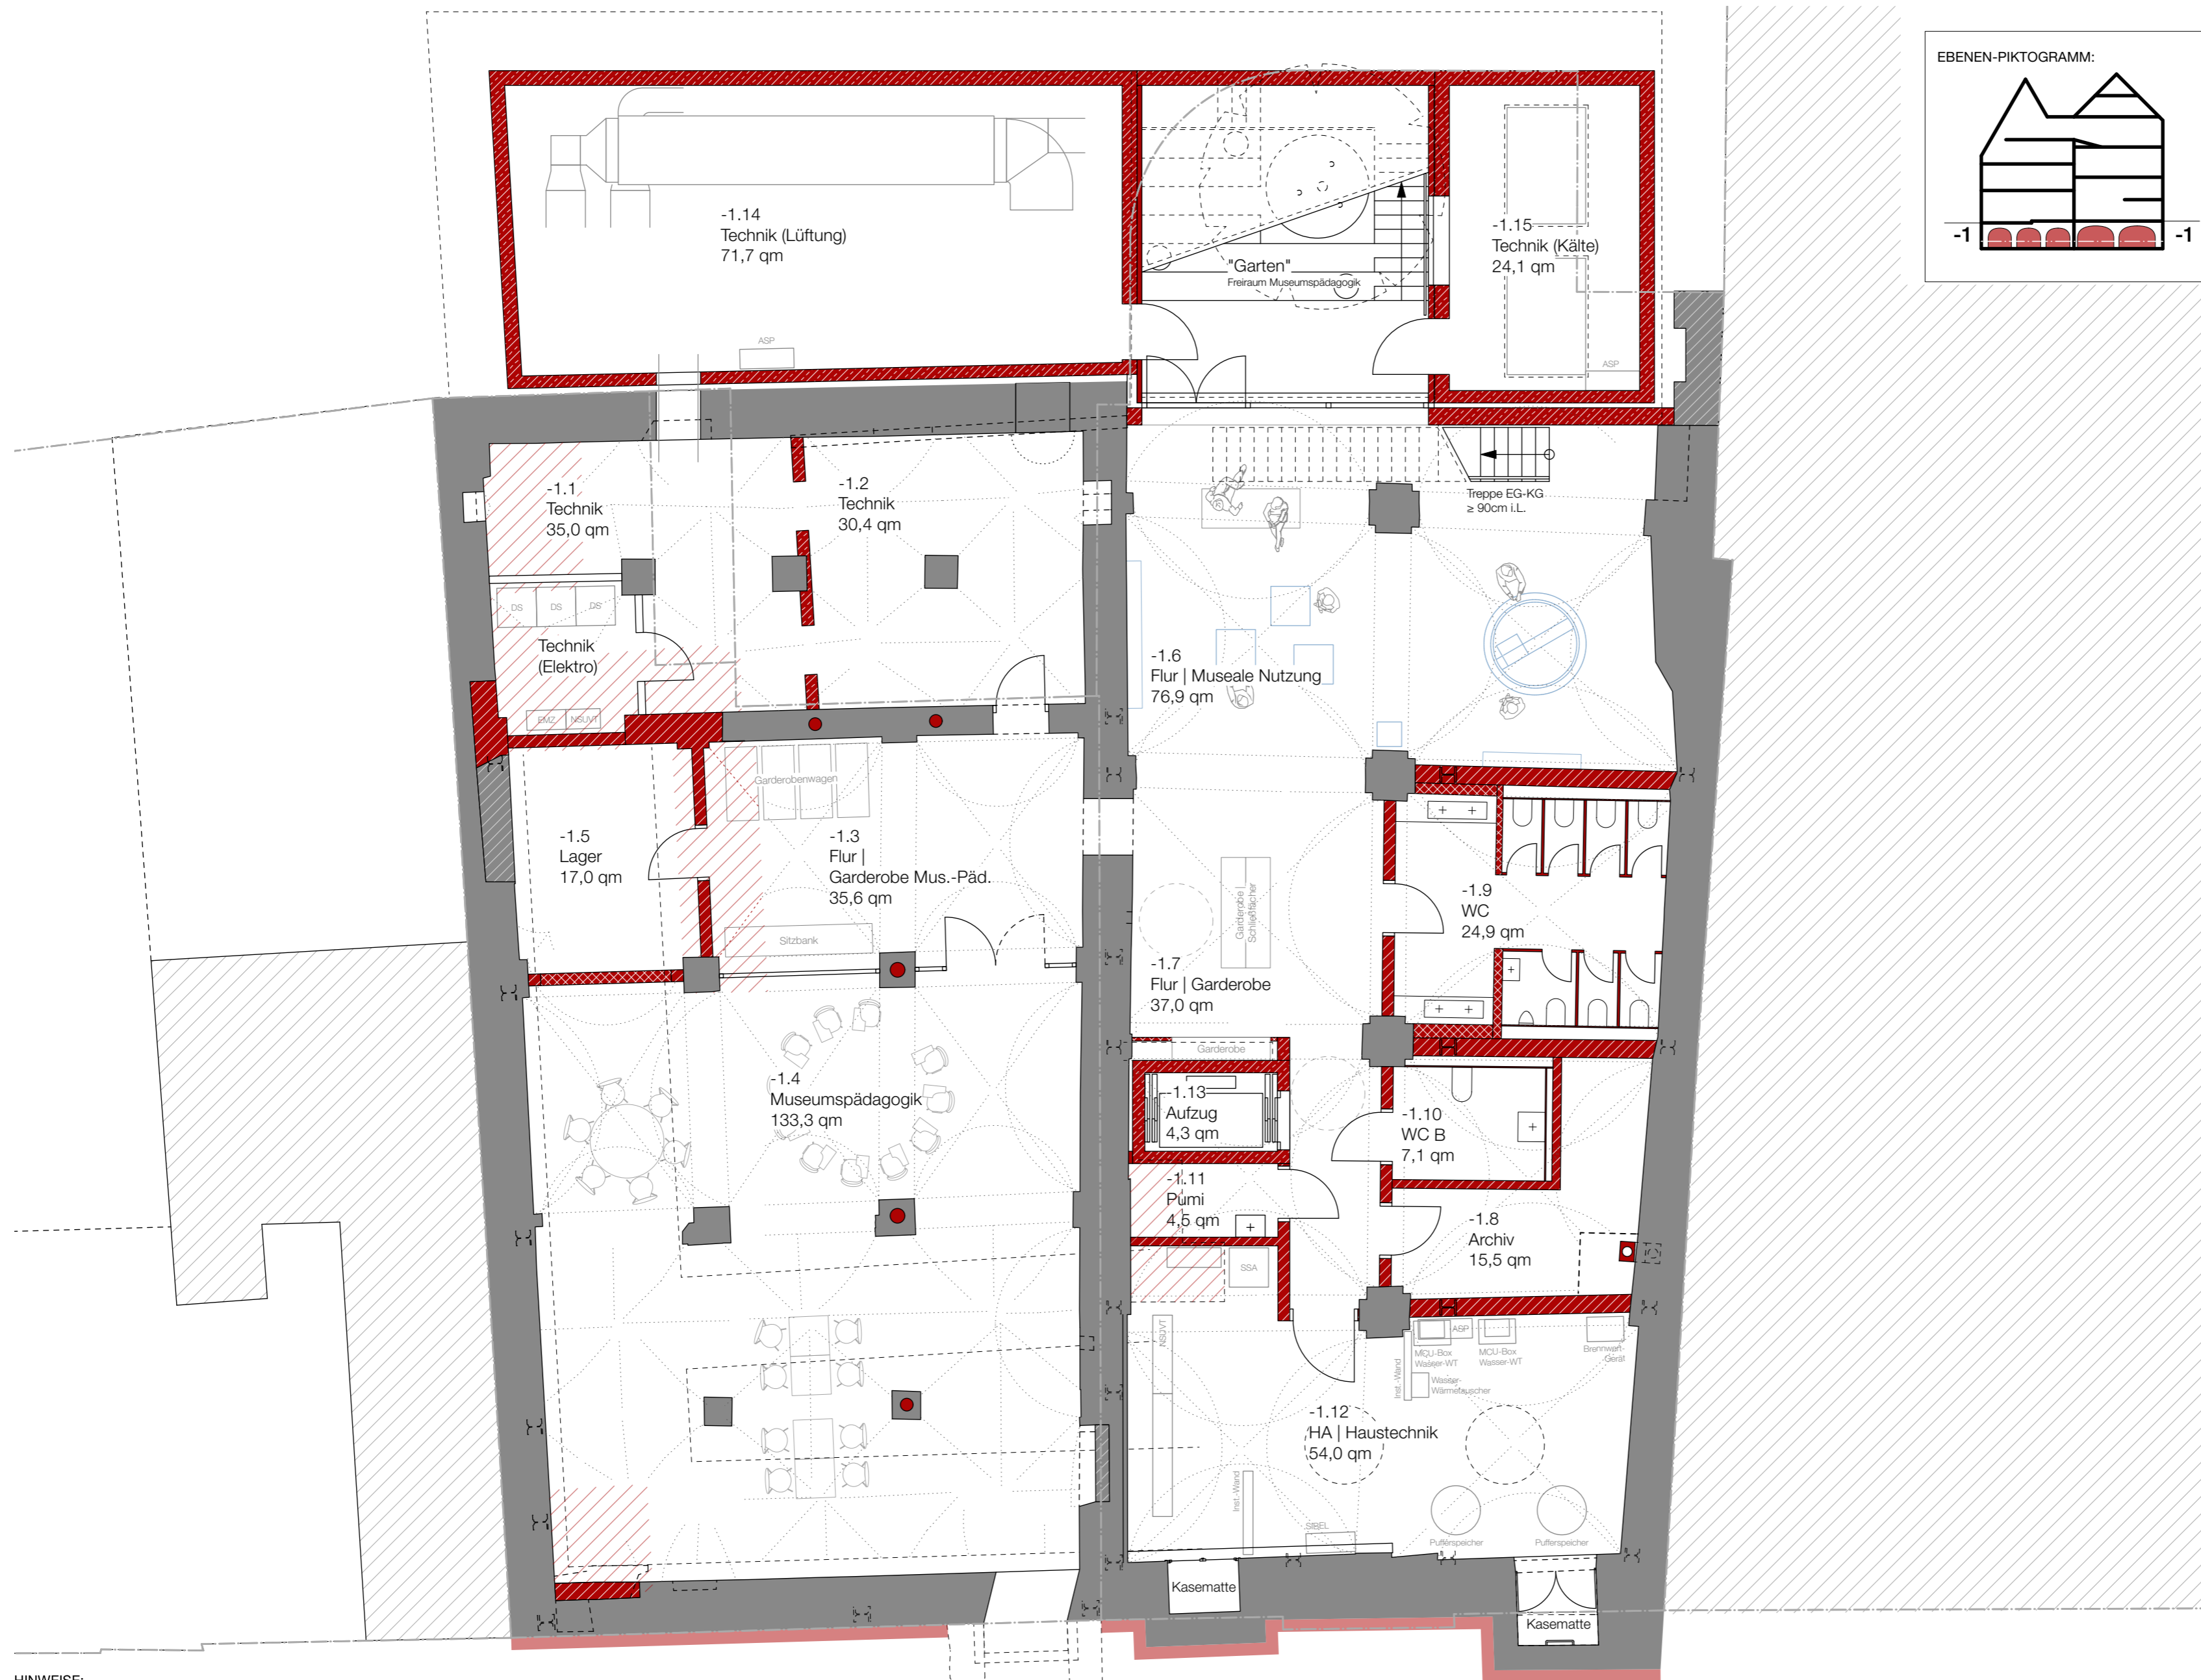 EBENEN-PIKTOGRAMM:
-1
-1
-1.14
Technik (Lüftung)
71,7 qm
ASP
"Garten"
Freiraum Museumspädagogik
-1.15
Technik (Kälte)
24,1 qm
ASP
-1.1
Technik
35,0 qm
-1.2
Technik
30,4 qm
Treppe EG-KG
≥ 90cm i.L.
DS
DS
DS
Technik
(Elektro)
EMZ
NSUVT
-1.6
Flur | Museale Nutzung
76,9 qm
Garderobenwagen
-1.5
Lager
17,0 qm
-1.3
Flur |
Garderobe Mus.-Päd.
35,6 qm
Sitzbank
Garderobe |
Schließfächer
-1.9
WC
24,9 qm
-1.7
Flur | Garderobe
37,0 qm
Garderobe
-1.4
Museumspädagogik
133,3 qm
-1.13
Aufzug
4,3 qm
-1.10
WC B
7,1 qm
-1.11
Pumi
4,5 qm
-1.8
Archiv
15,5 qm
SSA
NSUVT
ASP
MCU-Box
Wasser-WT
MCU-Box
Wasser-WT
Brennwert-
Gerät
Inst.-Wand
Wasser-
Wärmetauscher
-1.12
HA | Haustechnik
54,0 qm
Inst.-Wand
SIBEL
Pufferspeicher
Pufferspeicher
Kasematte
Kasematte
HINWEISE: